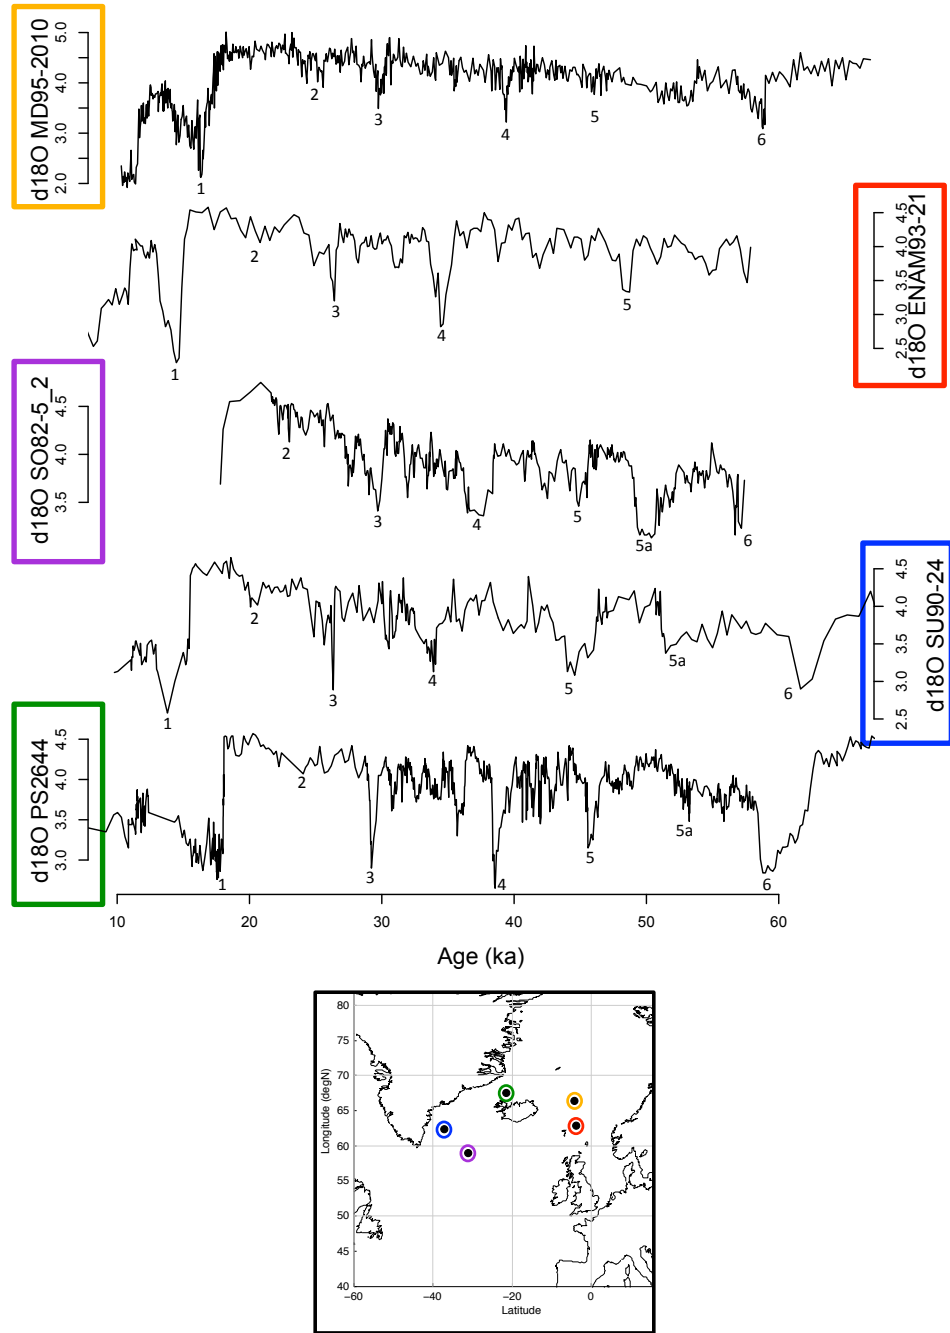 d18O MD95-2010
2.0 3.0 4.0 5.0
1 2 3 4 5 6
d18O ENAM93-21
2.5 3.0 3.5 4.0 4.5
1 2 3 4 5
d18O SO82-5_2
3.5 4.0 4.5
2 3 4 5 5a 6
d18O SU90-24
2.5 3.0 3.5 4.0 4.5
1 2 3 4 5 5a 6
d18O PS2644
3.0 3.5 4.0 4.5
1 2 3 4 5 5a 6
10 20 30 40 50 60
Age (ka)
Longitude (degN)
80
75
70
65
60
55
50
45
40
−60 −40 −20 0
Latitude